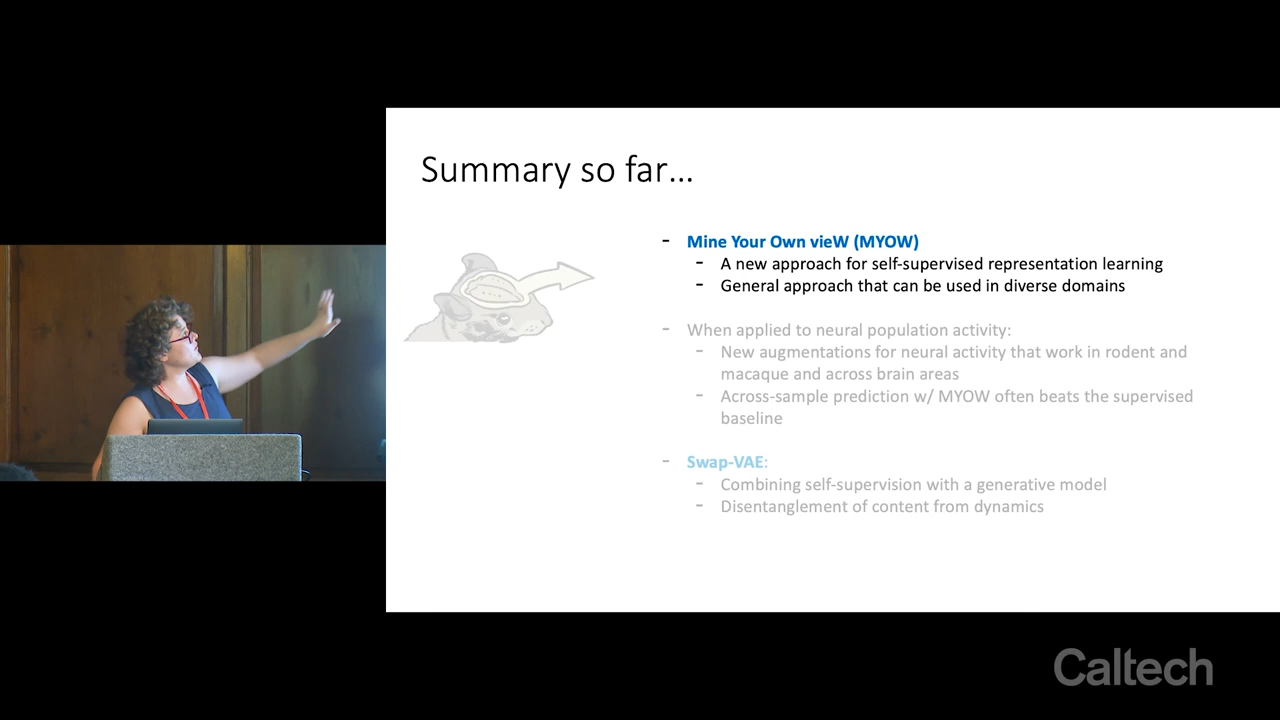 Summary so far...
- Mine Your Own vieW (MYOW)
- A new approach for self-supervised representation learning
- General approach that can be used in diverse domains
- When applied to neural population activity:
- New augmentations for neural activity that work in rodent and
macaque and across brain areas
- Across-sample prediction w/ MYOW often beats the supervised
baseline
- Swap-VAE:
- Combining self-supervision with a generative model
- Disentanglement of content from dynamics
Caltech